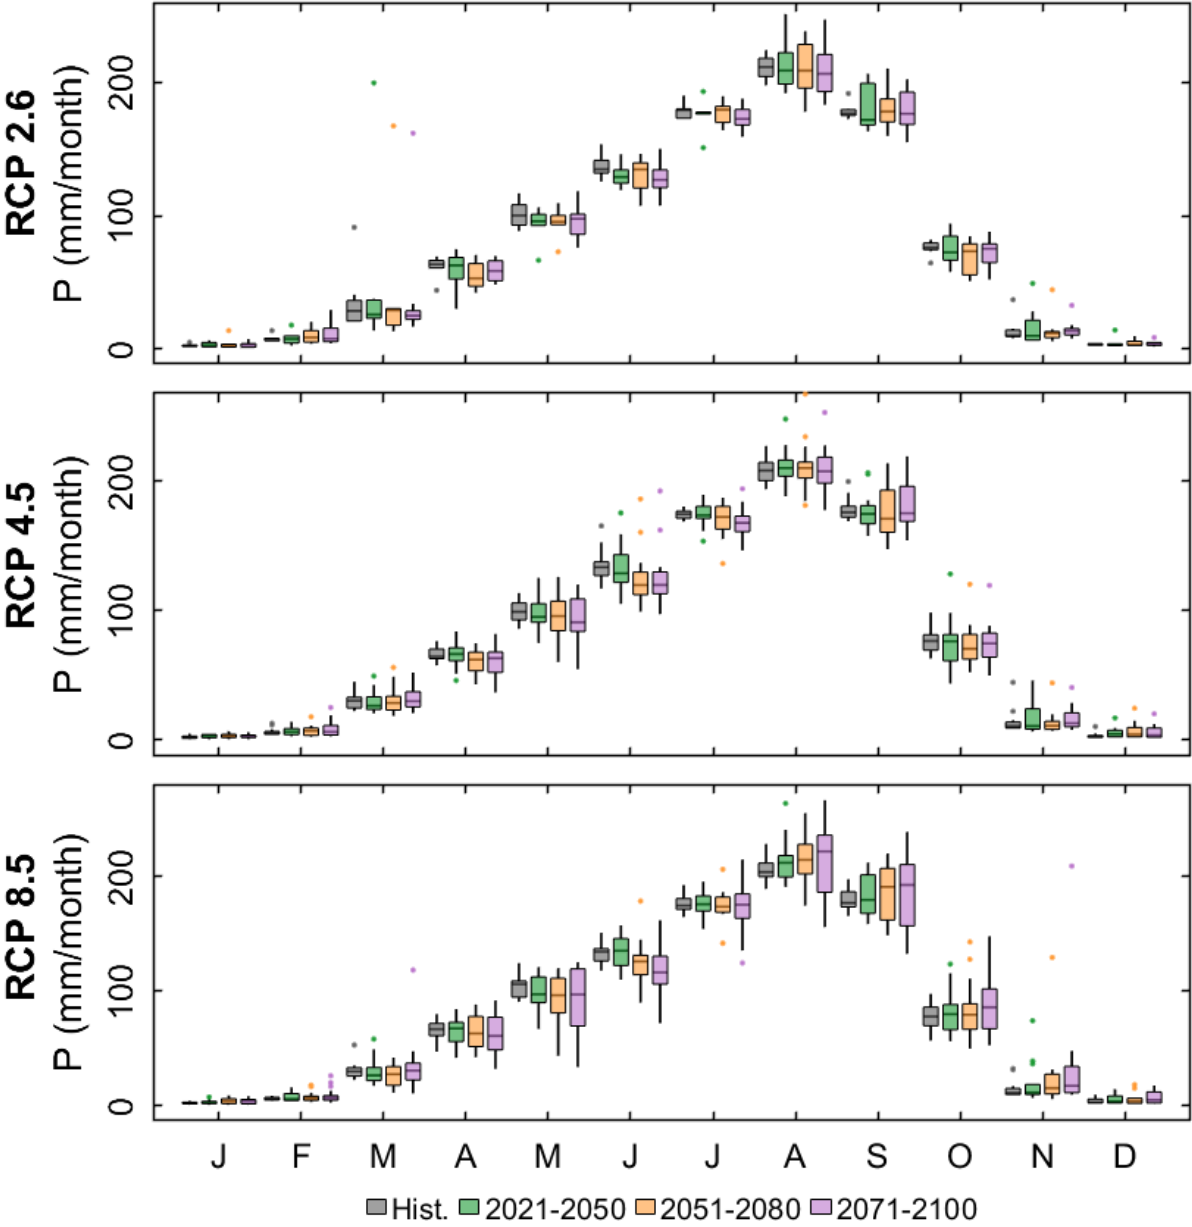 RCP 2.6
P (mm/month)
200
100
0
RCP 4.5
P (mm/month)
200
100
0
RCP 8.5
P (mm/month)
200
100
0
J F M A M J J A S O N D
Hist. 2021-2050 2051-2080 2071-2100